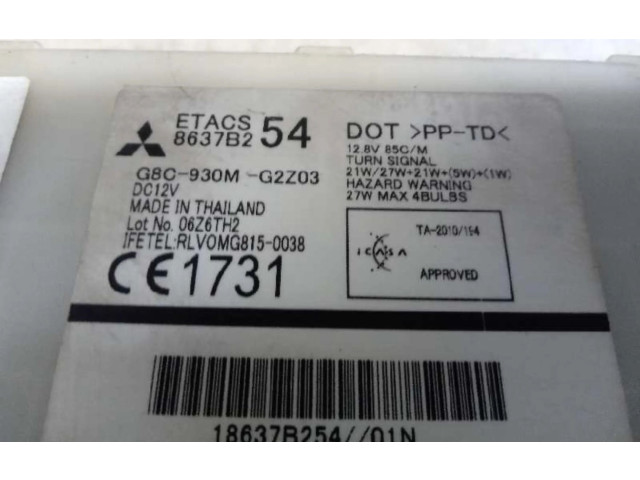 ETACS
8637B2 54
G8C-930M-G2Z03
DC12V
MADE IN THAILAND
Lot No. 06Z6TH2
IFETEL:RLVOMG815-0038
CE1731
DOT >PP-TD<
12.8V 85C/M
TURN SIGNAL
21W/27W+21W+(5W)+(1W)
HAZARD WARNING
27W MAX 4BULBS
TA-2010/194
ICASA
APPROVED
18637B254//01N